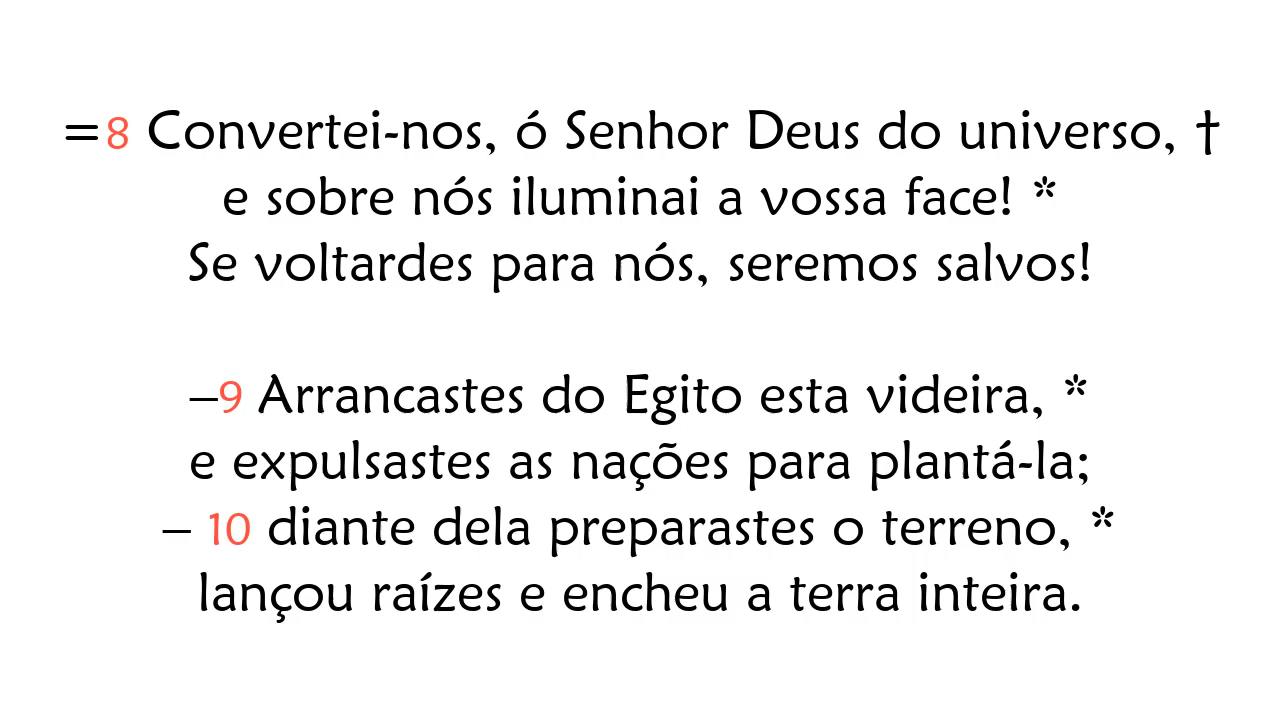 =8 Convertei-nos, ó Senhor Deus do universo, †
e sobre nós iluminai a vossa face! *
Se voltardes para nós, seremos salvos!
–9 Arrancastes do Egito esta videira, *
e expulsastes as nações para plantá-la;
– 10 diante dela preparastes o terreno, *
lançou raízes e encheu a terra inteira.